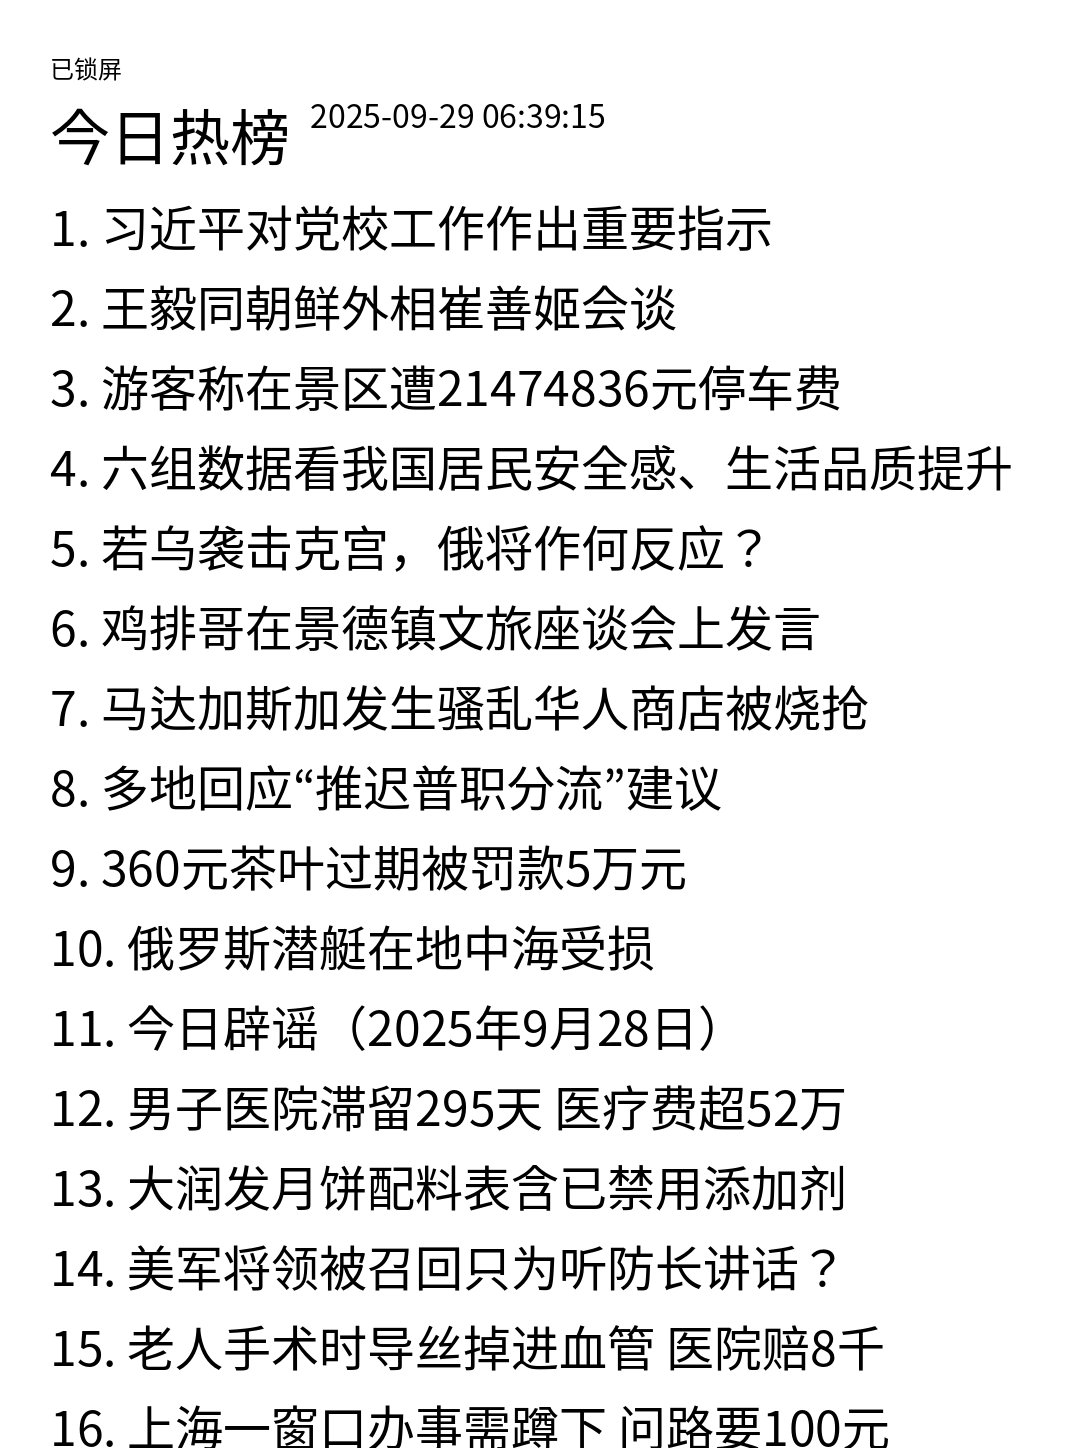 已锁屏
今日热榜 2025-09-29 06:39:15
1. 习近平对党校工作作出重要指示
2. 王毅同朝鲜外相崔善姬会谈
3. 游客称在景区遭21474836元停车费
4. 六组数据看我国居民安全感、生活品质提升
5. 若乌袭击克宫，俄将作何反应？
6. 鸡排哥在景德镇文旅座谈会上发言
7. 马达加斯加发生骚乱华人商店被烧抢
8. 多地回应“推迟普职分流”建议
9. 360元茶叶过期被罚款5万元
10. 俄罗斯潜艇在地中海受损
11. 今日辟谣（2025年9月28日）
12. 男子医院滞留295天 医疗费超52万
13. 大润发月饼配料表含已禁用添加剂
14. 美军将领被召回只为听防长讲话？
15. 老人手术时导丝掉进血管 医院赔8千
16. 上海一窗口办事需蹲下 问路要100元